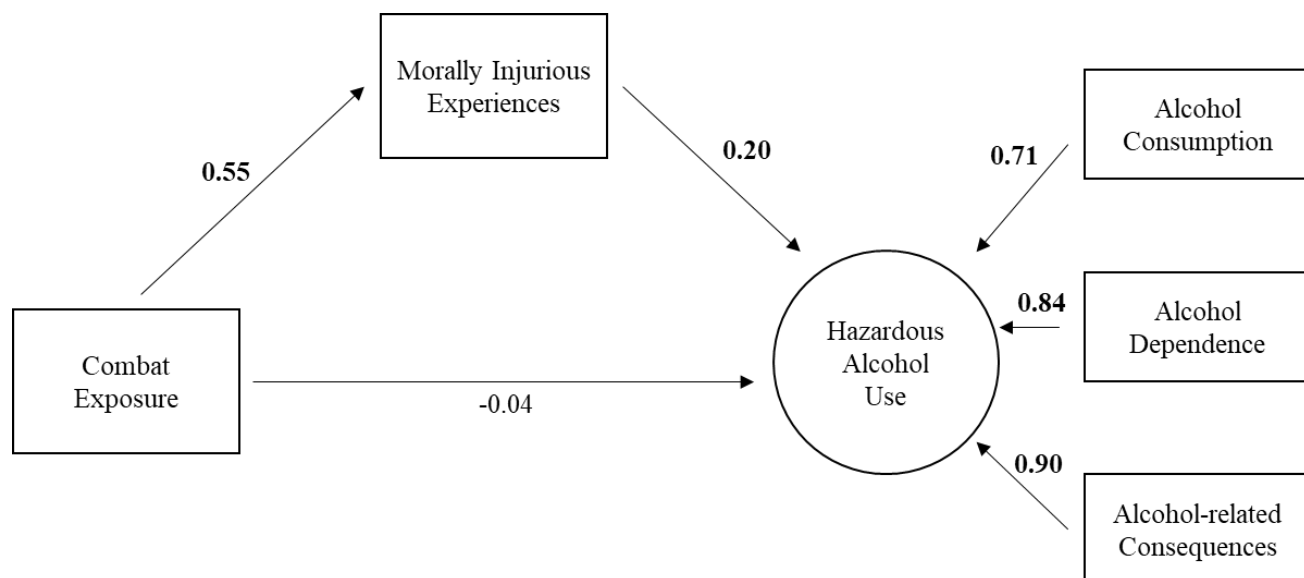 Morally Injurious
Experiences
Alcohol
Consumption
0.55
0.20
0.71
Combat
Exposure
-0.04
Hazardous
Alcohol
Use
0.84
Alcohol
Dependence
0.90
Alcohol-related
Consequences